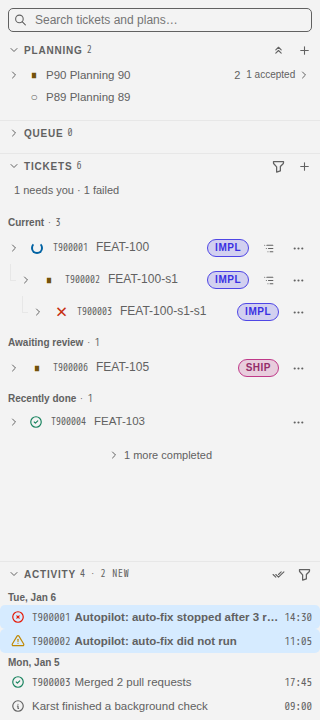 Search tickets and plans…
PLANNING 2
P90 Planning 90 2 1 accepted
P89 Planning 89
QUEUE 0
TICKETS 6
1 needs you · 1 failed
Current · 3
T900001 FEAT-100 IMPL
T900002 FEAT-100-s1 IMPL
T900003 FEAT-100-s1-s1 IMPL
Awaiting review · 1
T900006 FEAT-105 SHIP
Recently done · 1
T900004 FEAT-103
1 more completed
ACTIVITY 4 · 2 NEW
Tue, Jan 6
T900001 Autopilot: auto-fix stopped after 3 r… 14:30
T900002 Autopilot: auto-fix did not run 11:05
Mon, Jan 5
T900003 Merged 2 pull requests 17:45
Karst finished a background check 09:00